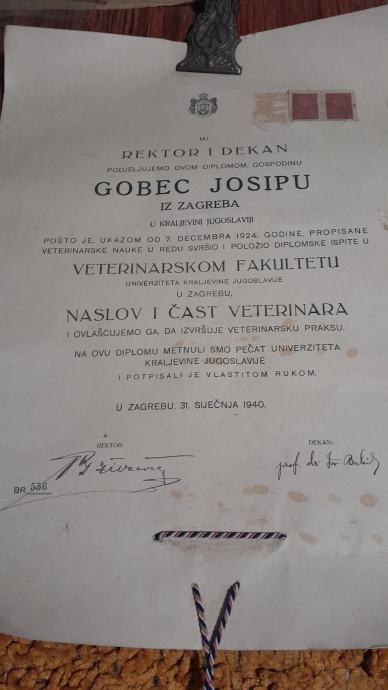 MI
REKTOR I DEKAN
PODJELJUJEMO OVOM DIPLOMOM, GOSPODINU
GOBEC JOSIPU
IZ ZAGREBA
U KRALJEVINI JUGOSLAVIJI
POŠTO JE, UKAZOM OD 7. DECEMBRA 1924. GODINE, PROPISANE
VETERINARSKE NAUKE U REDU SVRŠIO I POLOŽIO DIPLOMSKE ISPITE U
VETERINARSKOM FAKULTETU
UNIVERZITETA KRALJEVINE JUGOSLAVIJE
U ZAGREBU,
NASLOV I ČAST VETERINARA
I OVLAŠĆUJEMO GA, DA IZVRŠUJE VETERINARSKU PRAKSU.
NA OVU DIPLOMU METNULI SMO PEČAT UNIVERZITETA
KRALJEVINE JUGOSLAVIJE
I POTPISALI JE VLASTITOM RUKOM.
U ZAGREBU, 31. SIJEČNJA 1940.
REKTOR:
DEKAN:
prof. dr
BR. 556